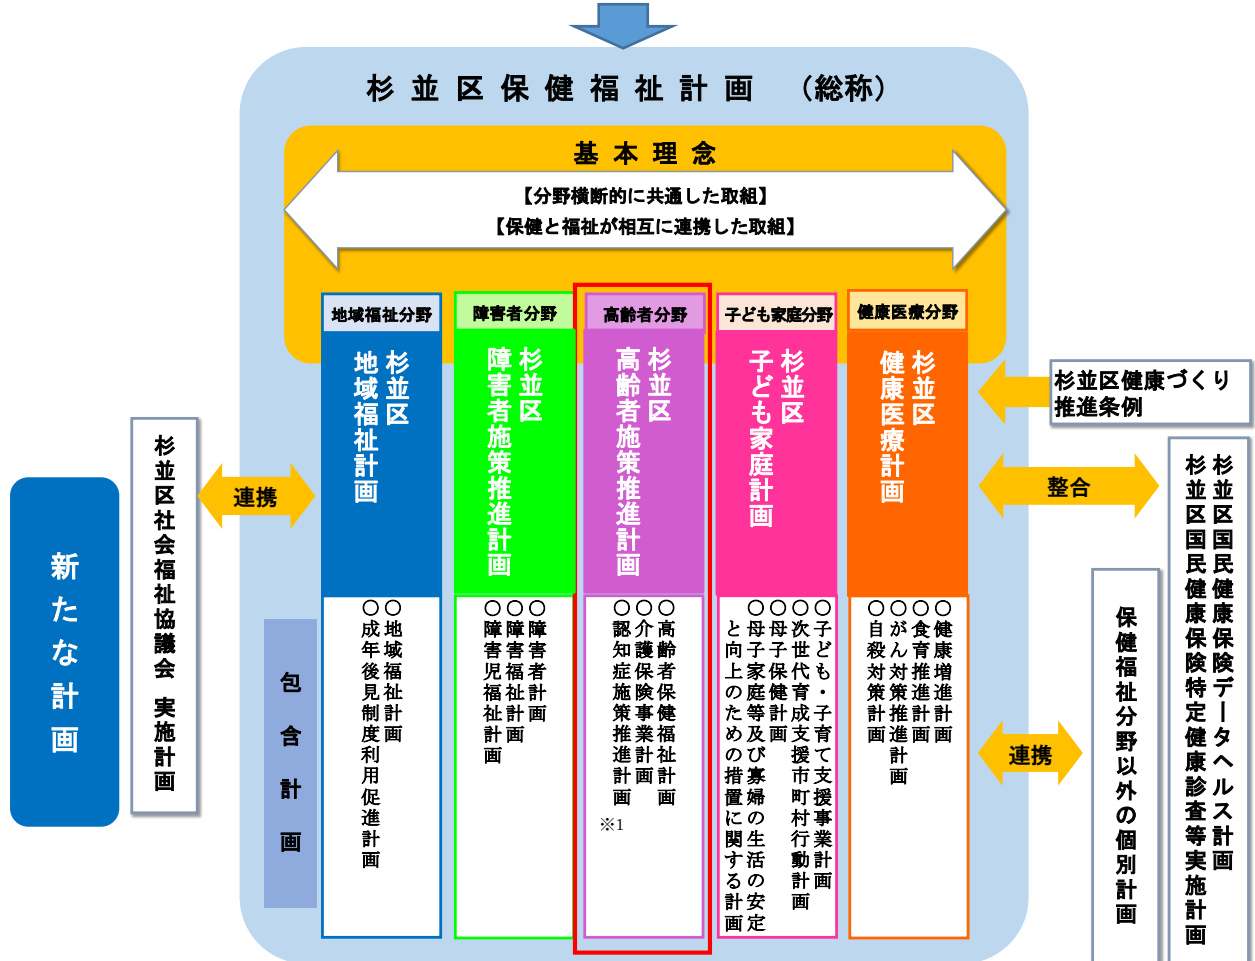 杉並区保健福祉計画　（総称）
基本理念
【分野横断的に共通した取組】
【保健と福祉が相互に連携した取組】
地域福祉分野
障害者分野
高齢者分野
子ども家庭分野
健康医療分野
杉並区
地域福祉計画
杉並区
障害者施策推進計画
杉並区
高齢者施策推進計画
杉並区
子ども家庭計画
杉並区
健康医療計画
杉並区健康づくり
推進条例
新たな計画
杉並区社会福祉協議会　実施計画
連携
整合
連携
杉並区国民健康保険データヘルス計画
杉並区国民健康保険特定健康診査等実施計画
保健福祉分野以外の個別計画
包含計画
〇地域福祉計画
〇成年後見制度利用促進計画
〇障害者計画
〇障害福祉計画
〇障害児福祉計画
〇高齢者保健福祉計画
〇介護保険事業計画
〇認知症施策推進計画
※1
〇子ども・子育て支援事業計画
〇次世代育成支援市町村行動計画
〇母子保健計画
〇母子家庭等及び寡婦の生活の安定
と向上のための措置に関する計画
〇健康増進計画
〇食育推進計画
〇がん対策推進計画
〇自殺対策計画